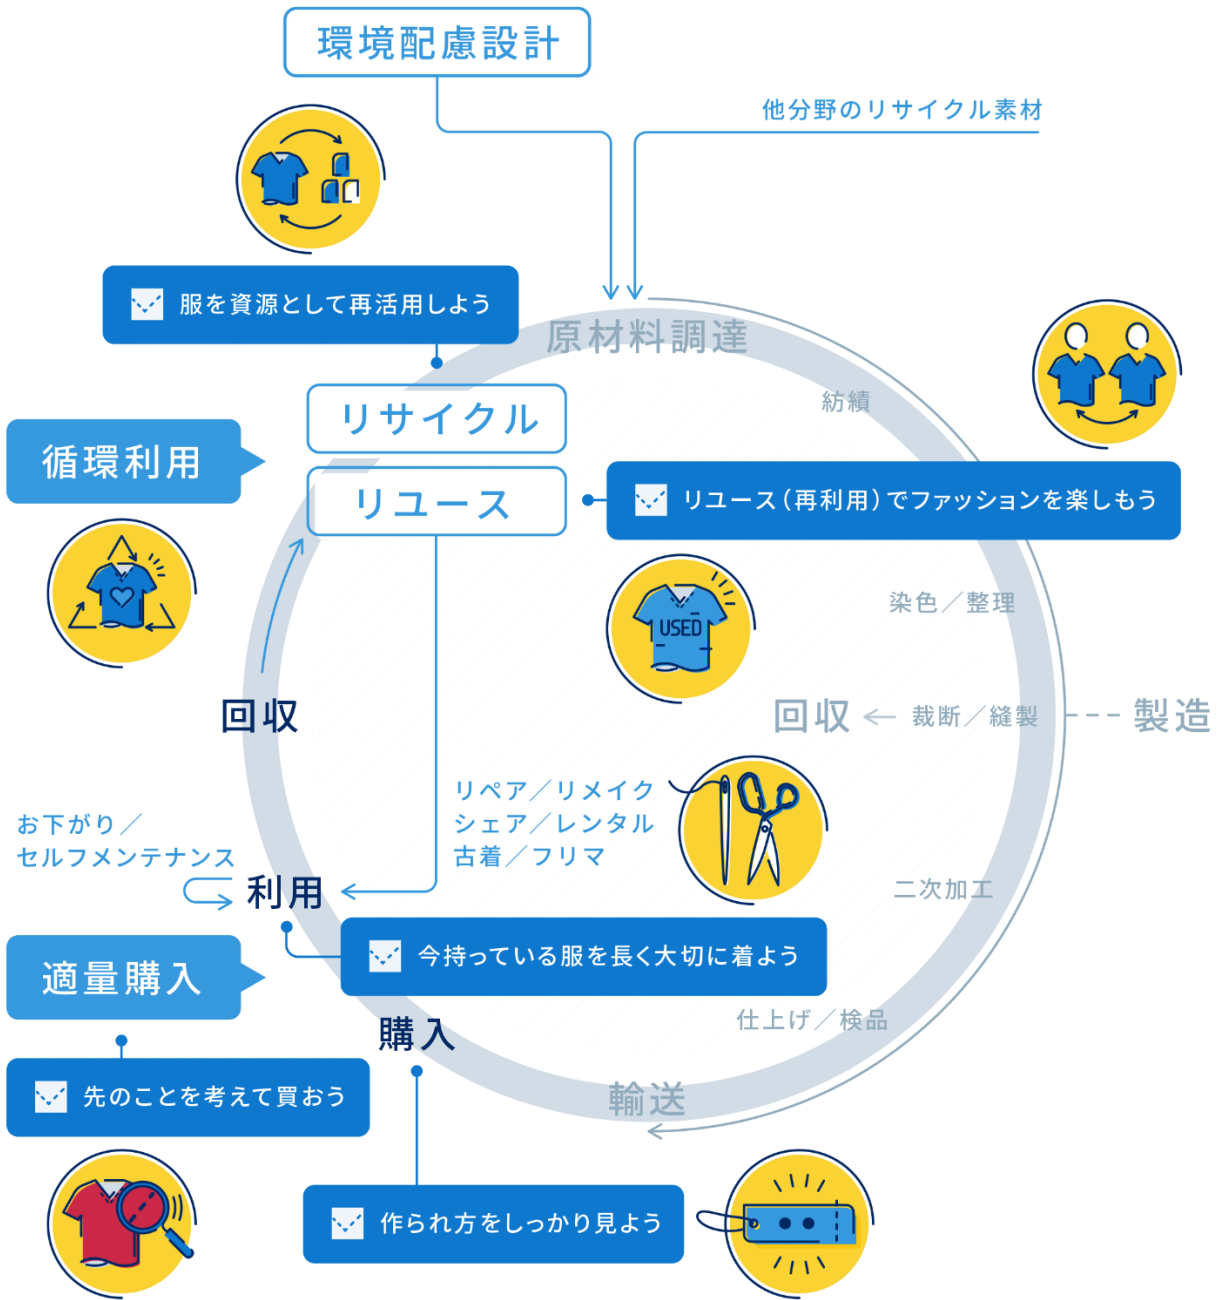 環境配慮設計
他分野のリサイクル素材
服を資源として再活用しよう
原材料調達
紡績
リサイクル
循環利用
リユース
リユース（再利用）でファッションを楽しもう
染色／整理
USED
回収
回収
裁断／縫製
製造
リペア／リメイク
シェア／レンタル
古着／フリマ
お下がり／
セルフメンテナンス
利用
二次加工
今持っている服を長く大切に着よう
適量購入
仕上げ／検品
購入
先のことを考えて買おう
輸送
作られ方をしっかり見よう